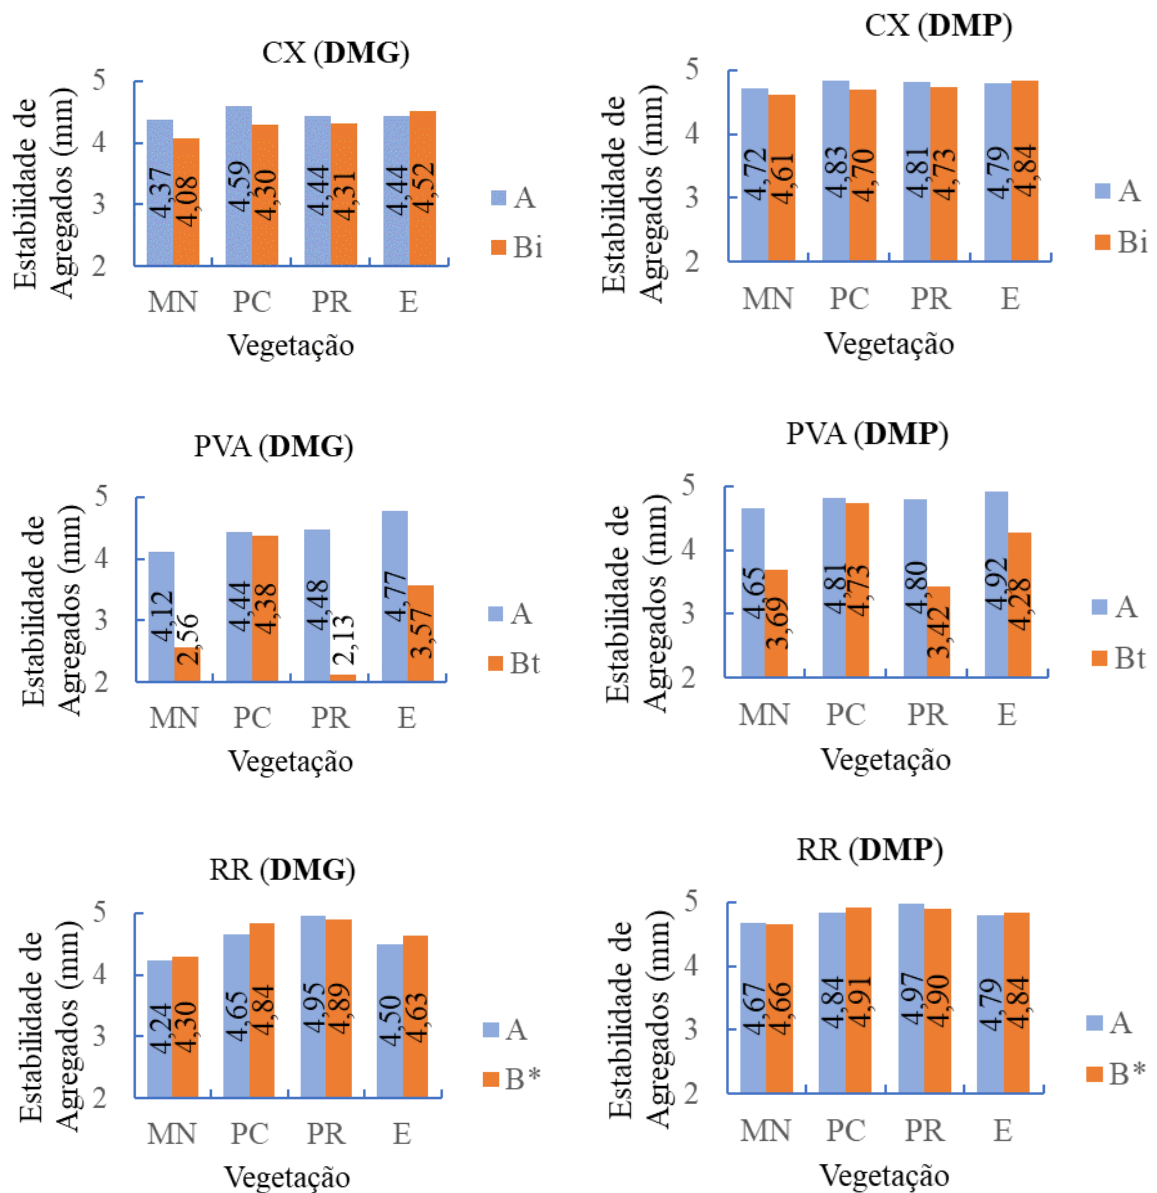 CX (DMG)
Estabilidade de
Agregados (mm)
5
4
3
2
4,37
4,08
4,59
4,30
4,44
4,31
4,44
4,52
A
Bi
MN PC PR E
Vegetação
CX (DMP)
Estabilidade de
Agregados (mm)
5
4
3
2
4,72
4,61
4,83
4,70
4,81
4,73
4,79
4,84
A
Bi
MN PC PR E
Vegetação
PVA (DMG)
Estabilidade de
Agregados (mm)
5
4
3
2
4,12
2,56
4,44
4,38
4,48
2,13
4,77
3,57
A
Bt
MN PC PR E
Vegetação
PVA (DMP)
Estabilidade de
Agregados (mm)
5
4
3
2
4,65
3,69
4,81
4,73
4,80
3,42
4,92
4,28
A
Bt
MN PC PR E
Vegetação
RR (DMG)
Estabilidade de
Agregados (mm)
5
4
3
2
4,24
4,30
4,65
4,84
4,95
4,89
4,50
4,63
A
B*
MN PC PR E
Vegetação
RR (DMP)
Estabilidade de
Agregados (mm)
5
4
3
2
4,67
4,66
4,84
4,91
4,97
4,90
4,79
4,84
A
B*
MN PC PR E
Vegetação